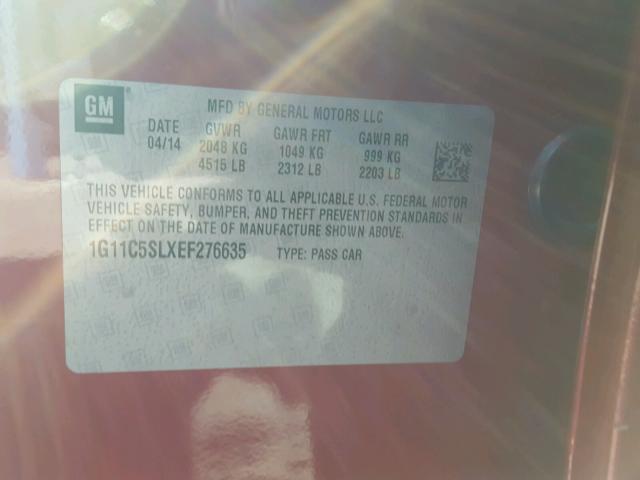 GM
MFD BY GENERAL MOTORS LLC
DATE GVWR GAWR FRT GAWR RR
04/14 2048 KG 1049 KG 999 KG
4515 LB 2312 LB 2203 LB
THIS VEHICLE CONFORMS TO ALL APPLICABLE U.S. FEDERAL MOTOR
VEHICLE SAFETY, BUMPER, AND THEFT PREVENTION STANDARDS IN
EFFECT ON THE DATE OF MANUFACTURE SHOWN ABOVE.
1G11C5SLXEF276635 TYPE: PASS CAR